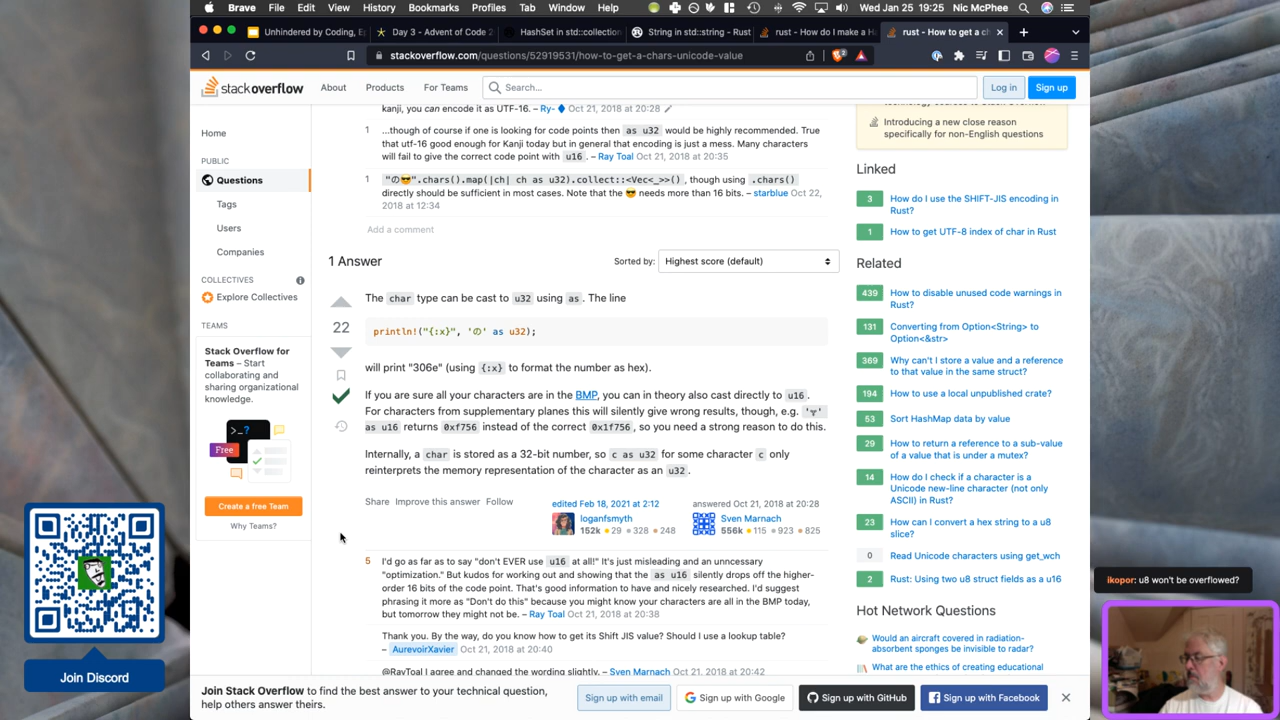 Brave File Edit View History Bookmarks Profiles Tab Window Help Wed Jan 25 19:25 Nic McPhee
Unhindered by Coding, E Day 3 - Advent of Code 2 HashSet in std::collection String in std::string - Rust rust - How do I make a H rust - How to get a ch
stackoverflow.com/questions/52919531/how-to-get-a-chars-unicode-value
stackoverflow About Products For Teams Search... Log in Sign up
Home
PUBLIC
Questions
Tags
Users
Companies
COLLECTIVES
Explore Collectives
TEAMS
Stack Overflow for
Teams – Start
collaborating and
sharing organizational
knowledge.
Free
Create a free Team
Why Teams?
kanji, you can encode it as UTF-16. – Ry- ♦ Oct 21, 2018 at 20:28
1 ...though of course if one is looking for code points then as u32 would be highly recommended. True
that utf-16 good enough for Kanji today but in general that encoding is just a mess. Many characters
will fail to give the correct code point with u16 . – Ray Toal Oct 21, 2018 at 20:35
1 "の😎".chars().map(|ch| ch as u32).collect::<Vec<_>>() , though using .chars()
directly should be sufficient in most cases. Note that the 😎 needs more than 16 bits. – starblue Oct 22,
2018 at 12:34
Add a comment
1 Answer
Sorted by: Highest score (default)
The char type can be cast to u32 using as . The line
22
println!("{:x}", 'の' as u32);
will print "306e" (using {:x} to format the number as hex).
If you are sure all your characters are in the BMP, you can in theory also cast directly to u16 .
For characters from supplementary planes this will silently give wrong results, though, e.g. '🝖'
as u16 returns 0xf756 instead of the correct 0x1f756 , so you need a strong reason to do this.
Internally, a char is stored as a 32-bit number, so c as u32 for some character c only
reinterprets the memory representation of the character as an u32 .
Share Improve this answer Follow
edited Feb 18, 2021 at 2:12
loganfsmyth
152k 29 328 248
answered Oct 21, 2018 at 20:28
Sven Marnach
556k 115 923 825
5 I'd go as far as to say "don't EVER use u16 at all!" It's just misleading and an unncessary
"optimization." But kudos for working out and showing that the as u16 silently drops off the higher-
order 16 bits of the code point. That's good information to have and nicely researched. I'd suggest
phrasing it more as "Don't do this" because you might know your characters are all in the BMP today,
but tomorrow they might not be. – Ray Toal Oct 21, 2018 at 20:38
Thank you. By the way, do you know how to get its Shift JIS value? Should I use a lookup table?
– AurevoirXavier Oct 21, 2018 at 20:40
@RayToal I agree and changed the wording slightly. – Sven Marnach Oct 21, 2018 at 20:42
Introducing a new close reason
specifically for non-English questions
Linked
3 How do I use the SHIFT-JIS encoding in
Rust?
1 How to get UTF-8 index of char in Rust
Related
439 How to disable unused code warnings in
Rust?
131 Converting from Option<String> to
Option<&str>
369 Why can't I store a value and a reference
to that value in the same struct?
194 How to use a local unpublished crate?
53 Sort HashMap data by value
29 How to return a reference to a sub-value
of a value that is under a mutex?
14 How do I check if a character is a
Unicode new-line character (not only
ASCII) in Rust?
23 How can I convert a hex string to a u8
slice?
0 Read Unicode characters using get_wch
2 Rust: Using two u8 struct fields as a u16
Hot Network Questions
Would an aircraft covered in radiation-
absorbent sponges be invisible to radar?
What are the ethics of creating educational
Join Stack Overflow to find the best answer to your technical question,
help others answer theirs.
Sign up with email Sign up with Google Sign up with GitHub Sign up with Facebook
Join Discord
ikopor: u8 won't be overflowed?